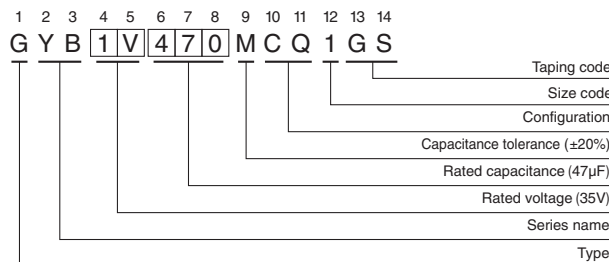 1 2 3 4 5 6 7 8 9 10 11 12 13 14
G Y B 1 V 4 7 0 M C Q 1 G S
Taping code
Size code
Configuration
Capacitance tolerance (±20%)
Rated capacitance (47µF)
Rated voltage (35V)
Series name
Type